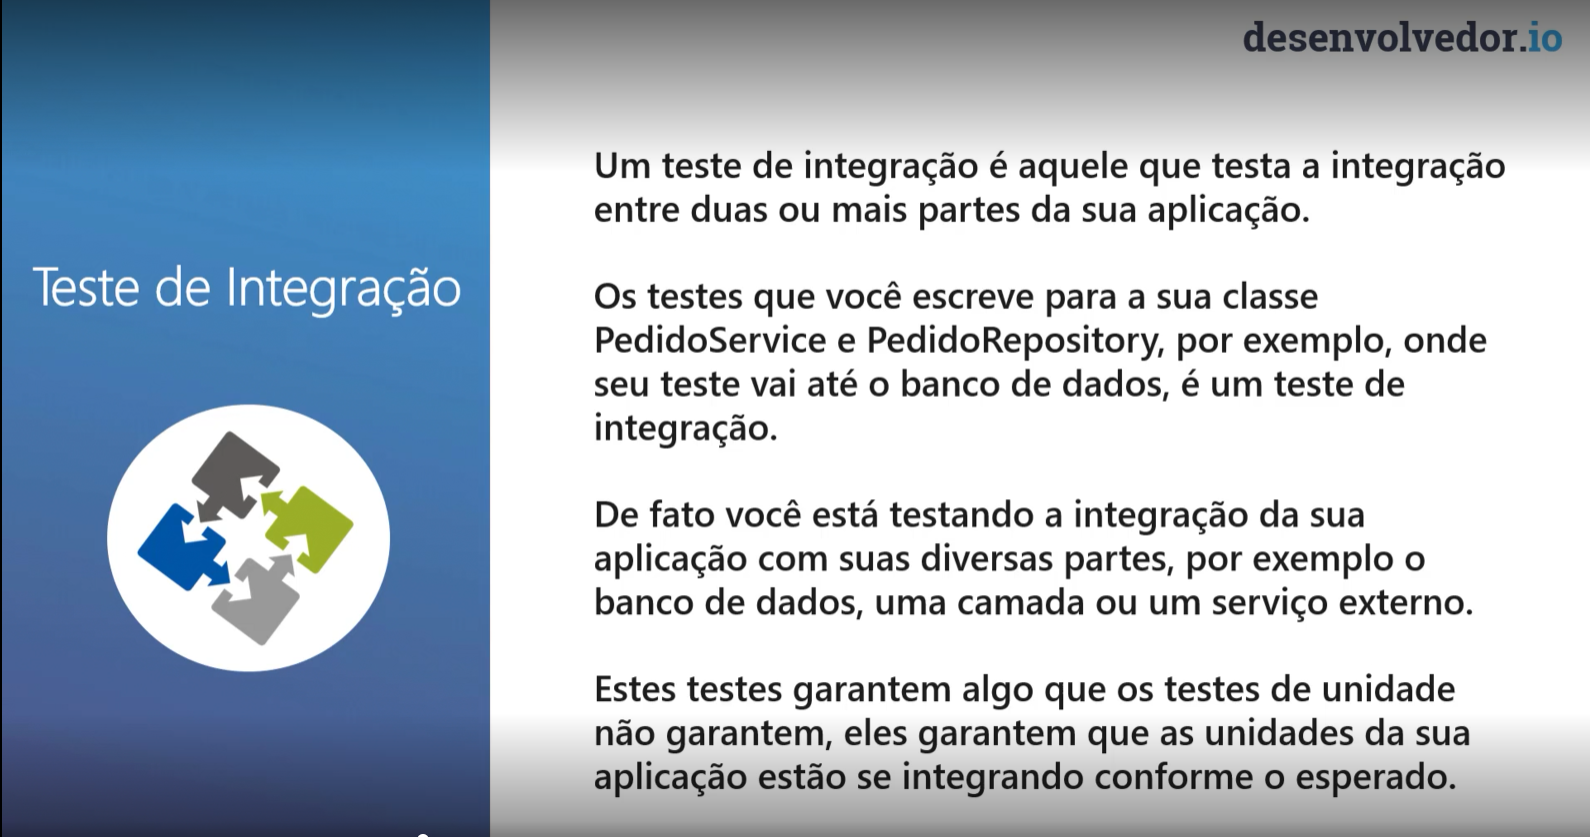 desenvolvedor.io
Teste de Integração
Um teste de integração é aquele que testa a integração
entre duas ou mais partes da sua aplicação.
Os testes que você escreve para a sua classe
PedidoService e PedidoRepository, por exemplo, onde
seu teste vai até o banco de dados, é um teste de
integração.
De fato você está testando a integração da sua
aplicação com suas diversas partes, por exemplo o
banco de dados, uma camada ou um serviço externo.
Estes testes garantem algo que os testes de unidade
não garantem, eles garantem que as unidades da sua
aplicação estão se integrando conforme o esperado.